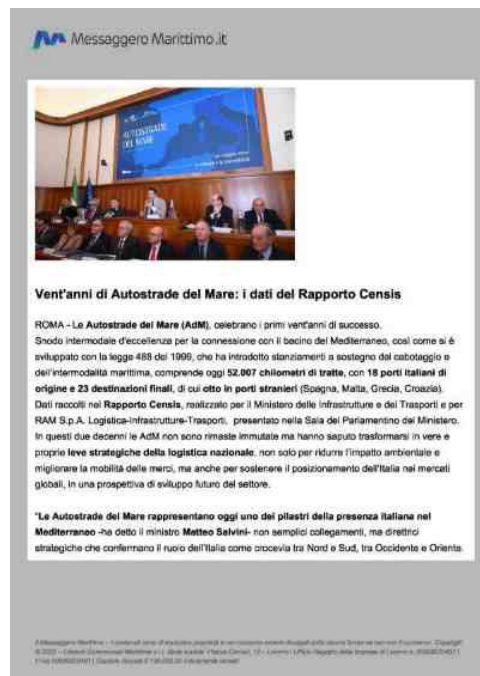 Messaggero Marittimo.it
AUTOSTRADE
DEL MARE
Vent'anni di Autostrade del Mare: i dati del Rapporto Censis
ROMA - Le Autostrade del Mare (AdM), celebrano i primi vent'anni di successo.
Snodo intermodale d'eccellenza per la connessione con il bacino del Mediterraneo, così come si è
sviluppato con la legge 488 del 1999, che ha introdotto stanziamenti a sostegno del cabotaggio e
dell'intermodalità marittima, comprende oggi 52.007 chilometri di tratte, con 18 porti italiani di
origine e 23 destinazioni finali, di cui otto in porti stranieri (Spagna, Malta, Grecia, Croazia).
Dati raccolti nel Rapporto Censis, realizzato per il Ministero delle Infrastrutture e dei Trasporti e per
RAM S.p.A. Logistica-Infrastrutture-Trasporti, presentato nella Sala del Parlamentino del Ministero.
In questi due decenni le AdM non sono rimaste immutate ma hanno saputo trasformarsi in vere e
proprie leve strategiche della logistica nazionale, non solo per ridurre l'impatto ambientale e
migliorare la mobilità delle merci, ma anche per sostenere il posizionamento dell'Italia nei mercati
globali, in una prospettiva di sviluppo futuro del settore.
"Le Autostrade del Mare rappresentano oggi uno dei pilastri della presenza italiana nel
Mediterraneo -ha detto il ministro Matteo Salvini- non semplici collegamenti, ma direttrici
strategiche che confermano il ruolo dell'Italia come crocevia tra Nord e Sud, tra Occidente e Oriente.